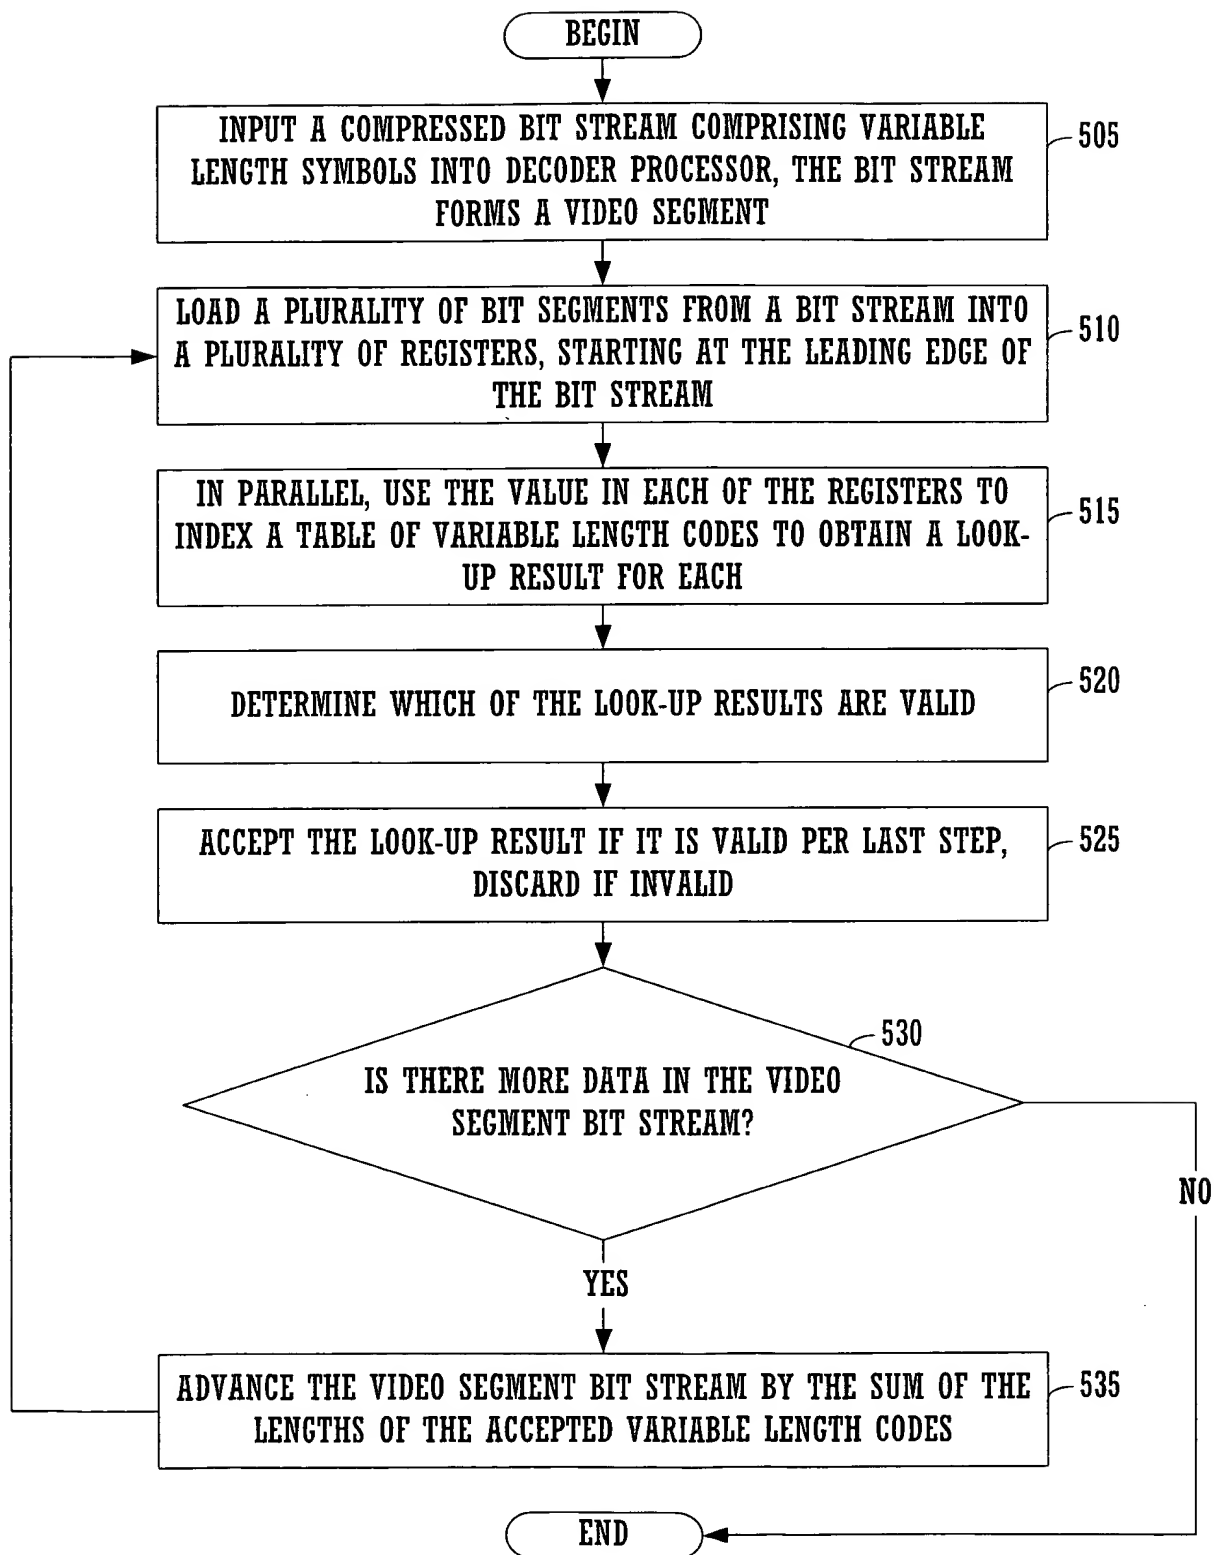 BEGIN
INPUT A COMPRESSED BIT STREAM COMPRISING VARIABLE
LENGTH SYMBOLS INTO DECODER PROCESSOR, THE BIT STREAM
FORMS A VIDEO SEGMENT
505
LOAD A PLURALITY OF BIT SEGMENTS FROM A BIT STREAM INTO
A PLURALITY OF REGISTERS, STARTING AT THE LEADING EDGE OF
THE BIT STREAM
510
IN PARALLEL, USE THE VALUE IN EACH OF THE REGISTERS TO
INDEX A TABLE OF VARIABLE LENGTH CODES TO OBTAIN A LOOK-
UP RESULT FOR EACH
515
DETERMINE WHICH OF THE LOOK-UP RESULTS ARE VALID
520
ACCEPT THE LOOK-UP RESULT IF IT IS VALID PER LAST STEP,
DISCARD IF INVALID
525
530
IS THERE MORE DATA IN THE VIDEO
SEGMENT BIT STREAM?
NO
YES
ADVANCE THE VIDEO SEGMENT BIT STREAM BY THE SUM OF THE
LENGTHS OF THE ACCEPTED VARIABLE LENGTH CODES
535
END